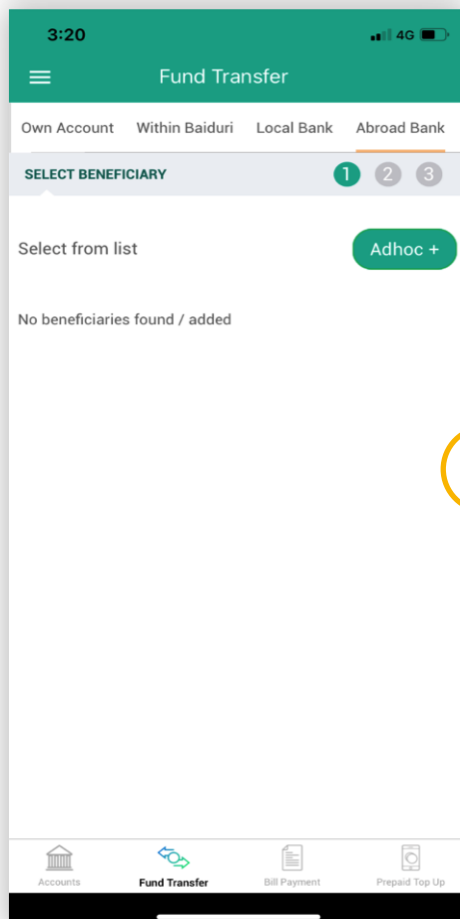 3:20 4G
Fund Transfer
Own Account Within Baiduri Local Bank Abroad Bank
SELECT BENEFICIARY 1 2 3
Select from list Adhoc +
No beneficiaries found / added
Accounts Fund Transfer Bill Payment Prepaid Top Up